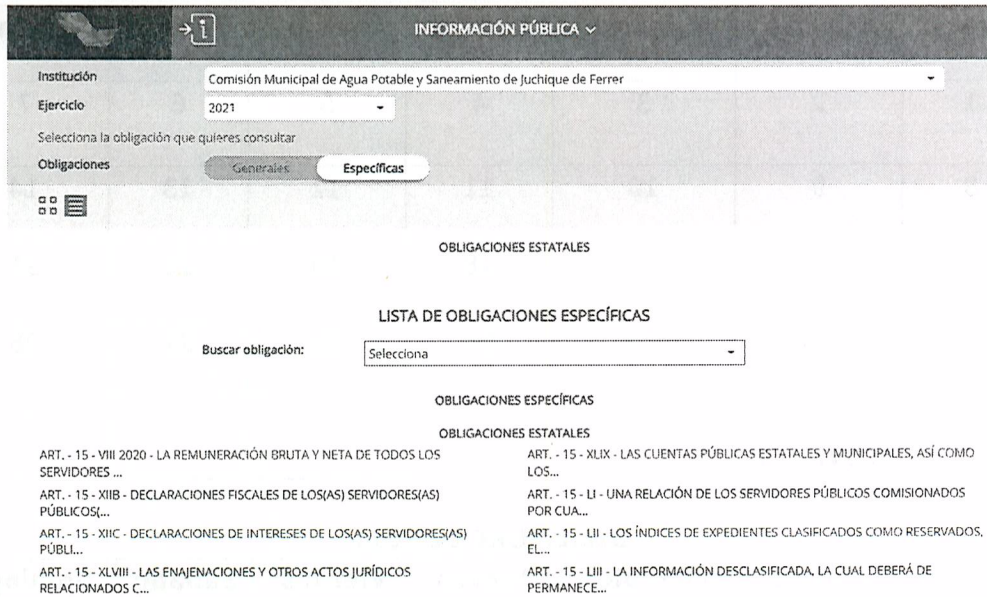 INFORMACIÓN PÚBLICA
Institución
Comisión Municipal de Agua Potable y Saneamiento de Juchique de Ferrer
Ejercicio
2021
Selecciona la obligación que quieres consultar
Obligaciones
Generales
Específicas
OBLIGACIONES ESTATALES
LISTA DE OBLIGACIONES ESPECÍFICAS
Buscar obligación:
Selecciona
OBLIGACIONES ESPECÍFICAS
OBLIGACIONES ESTATALES
ART. - 15 - VIII 2020 - LA REMUNERACIÓN BRUTA Y NETA DE TODOS LOS
SERVIDORES ...
ART. - 15 - XIIB - DECLARACIONES FISCALES DE LOS(AS) SERVIDORES(AS)
PÚBLICOS(...
ART. - 15 - XIIC - DECLARACIONES DE INTERESES DE LOS(AS) SERVIDORES(AS)
PÚBLI...
ART. - 15 - XLVIII - LAS ENAJENACIONES Y OTROS ACTOS JURÍDICOS
RELACIONADOS C...
ART. - 15 - XLIX - LAS CUENTAS PÚBLICAS ESTATALES Y MUNICIPALES, ASÍ COMO
LOS...
ART. - 15 - LI - UNA RELACIÓN DE LOS SERVIDORES PÚBLICOS COMISIONADOS
POR CUA...
ART. - 15 - LII - LOS ÍNDICES DE EXPEDIENTES CLASIFICADOS COMO RESERVADOS,
EL...
ART. - 15 - LIII - LA INFORMACIÓN DESCLASIFICADA, LA CUAL DEBERÁ DE
PERMANECE...